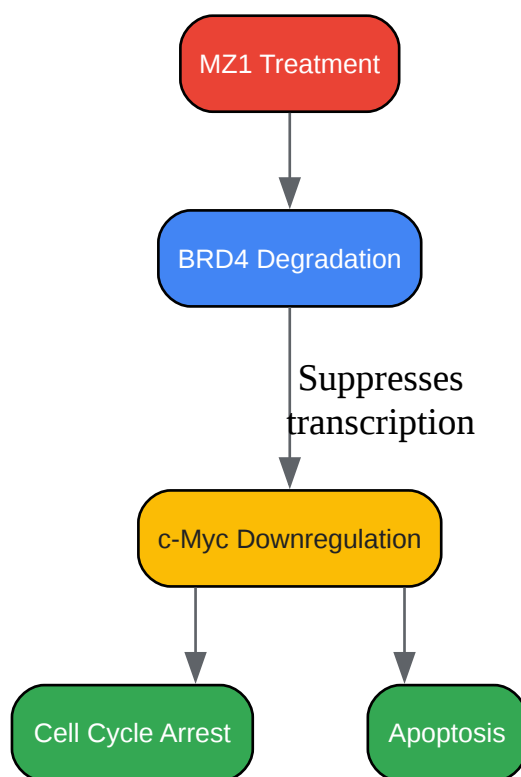 MZ1 Treatment
BRD4 Degradation
Suppresses
transcription
c-Myc Downregulation
Cell Cycle Arrest
Apoptosis